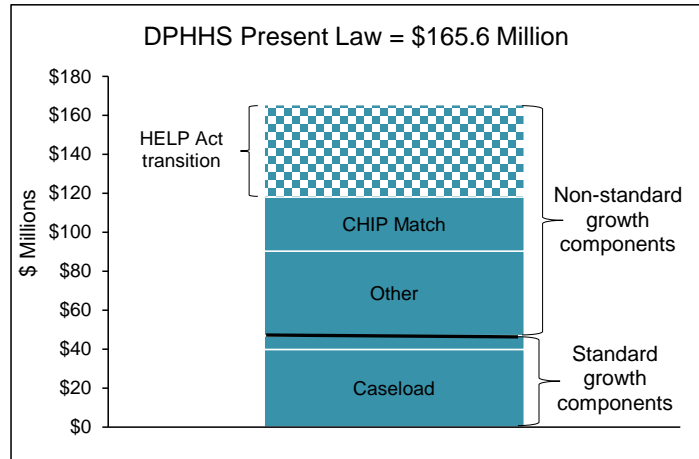 DPHHS Present Law = $165.6 Million
$ Millions
$180
$160
$140
$120
$100
$80
$60
$40
$20
$0
HELP Act
transition
CHIP Match
Other
Caseload
Non-standard
growth
components
Standard
growth
components